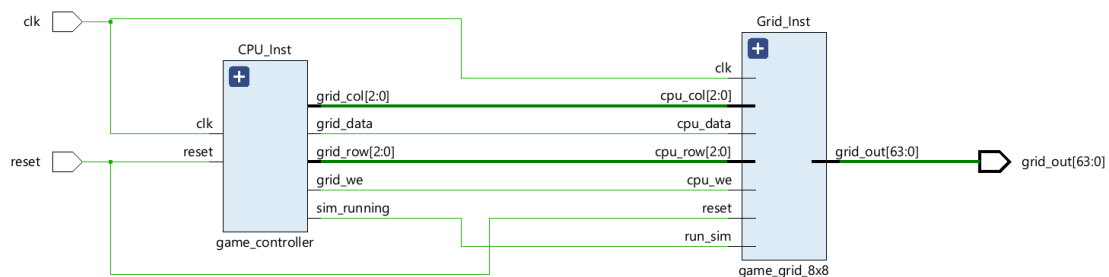 clk
reset
CPU_Inst
clk
reset
grid_col[2:0]
grid_data
grid_row[2:0]
grid_we
sim_running
game_controller
Grid_Inst
clk
cpu_col[2:0]
cpu_data
cpu_row[2:0]
cpu_we
reset
run_sim
grid_out[63:0]
game_grid_8x8
grid_out[63:0]